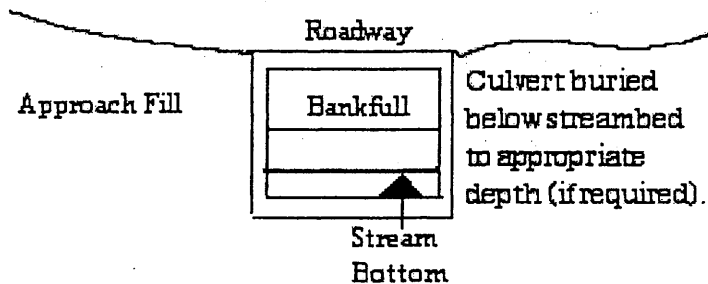 Roadway
Approach Fill
Bankfull
Culvert buried
below streambed
to appropriate
depth (if required).
Stream
Bottom